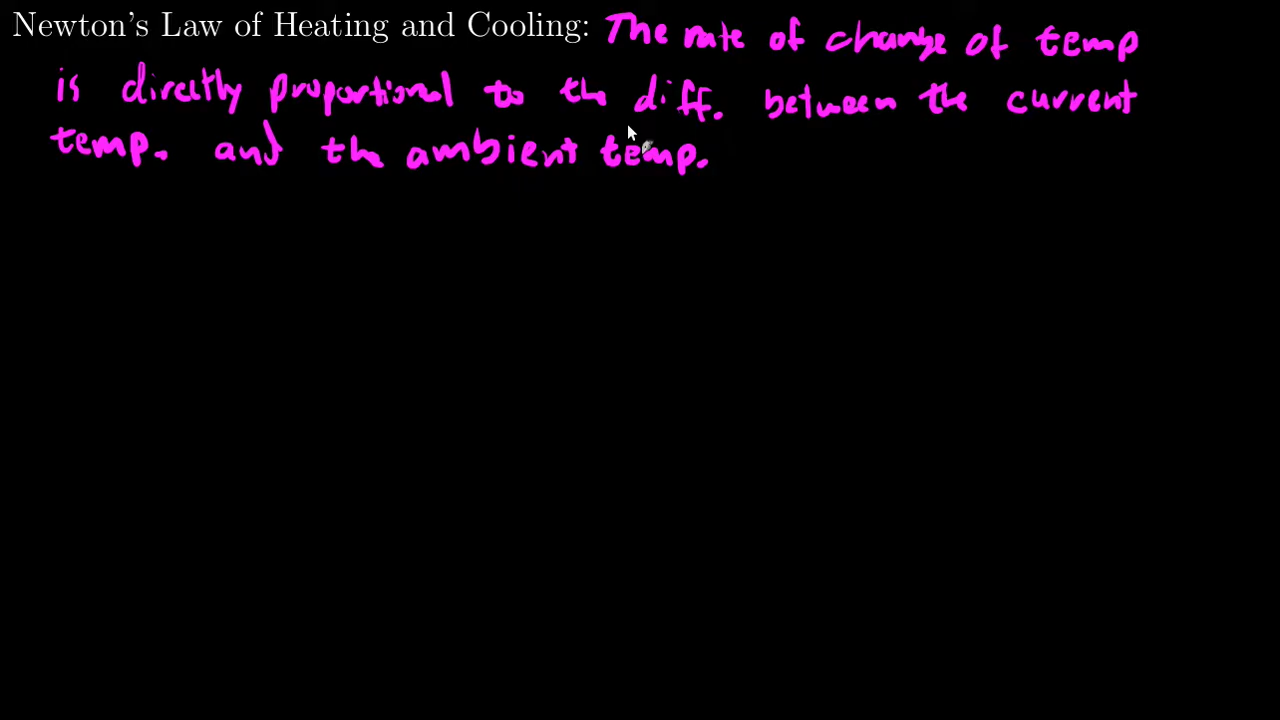 Newton's Law of Heating and Cooling: The rate of change of temp
is directly proportional to the diff. between the current
temp. and the ambient temp.